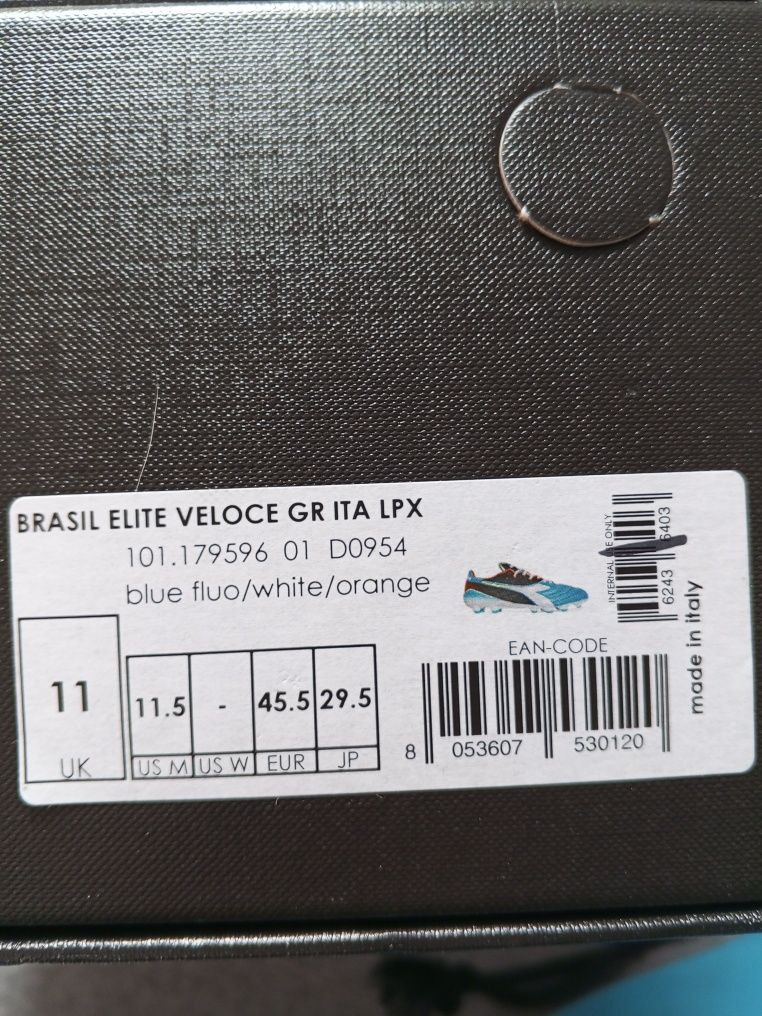 BRASIL ELITE VELOCE GR ITA LPX
101.179596 01 D0954
blue fluo/white/orange
INTERNAL USE ONLY
6243 6403
made in italy
EAN-CODE
8 053607 530120
11 11.5 - 45.5 29.5
UK US M US W EUR JP